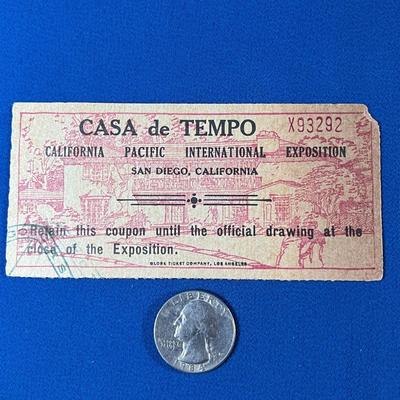 CASA de TEMPO X93292
CALIFORNIA PACIFIC INTERNATIONAL EXPOSITION
SAN DIEGO, CALIFORNIA
Retain this coupon until the official drawing at the
close of the Exposition.
GLOBE TICKET COMPANY, LOS ANGELES
LIBERTY